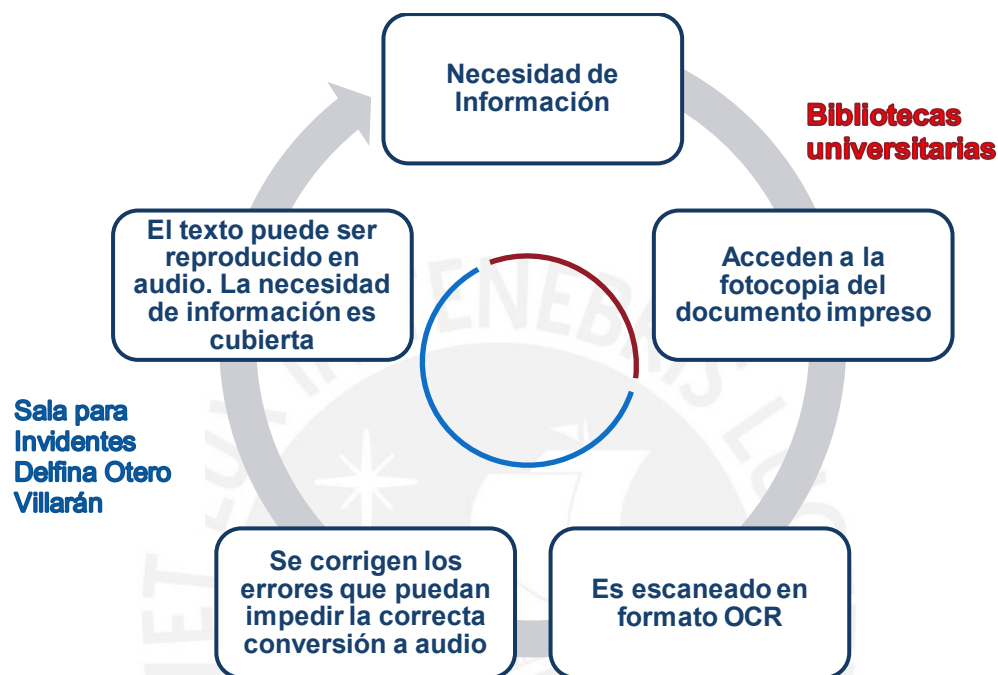 Necesidad de
Información
Bibliotecas
universitarias
Acceden a la
fotocopia del
documento impreso
Es escaneado en
formato OCR
Se corrigen los
errores que puedan
impedir la correcta
conversión a audio
El texto puede ser
reproducido en
audio. La necesidad
de información es
cubierta
Sala para
Invidentes
Delfina Otero
Villarán